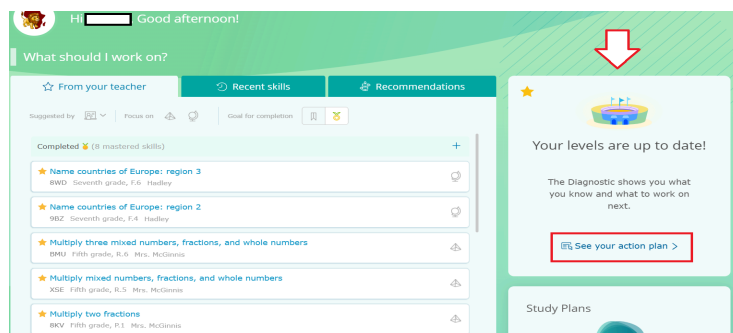 Hi Good afternoon!
What should I work on?
From your teacher
Recent skills
Recommendations
Suggested by
Focus on
Goal for completion
Completed (8 mastered skills) +
Name countries of Europe: region 3
8WD Seventh grade, F.6 Hadley
Name countries of Europe: region 2
9BZ Seventh grade, F.4 Hadley
Multiply three mixed numbers, fractions, and whole numbers
BMU Fifth grade, R.6 Mrs. McGinnis
Multiply mixed numbers, fractions, and whole numbers
XSE Fifth grade, R.5 Mrs. McGinnis
Multiply two fractions
8KV Fifth grade, P.1 Mrs. McGinnis
Your levels are up to date!
The Diagnostic shows you what
you know and what to work on
next.
See your action plan >
Study Plans